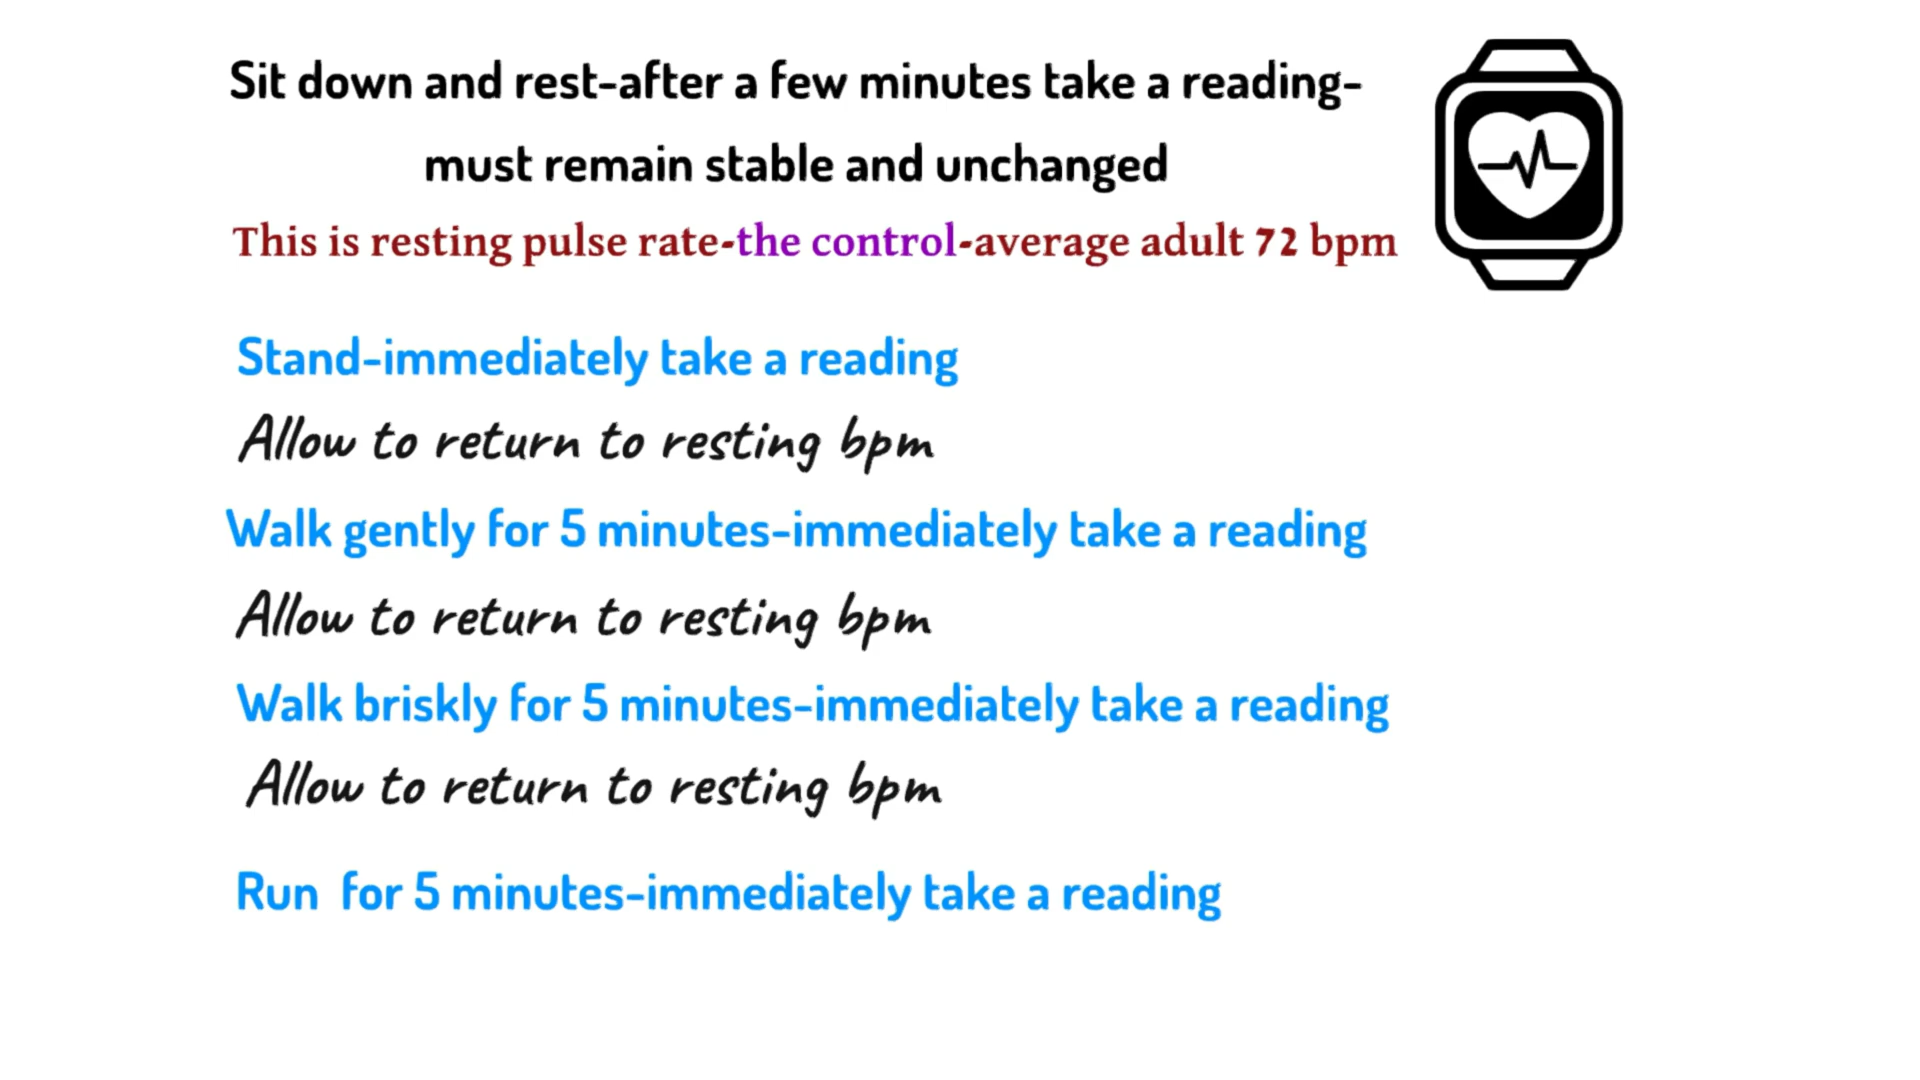 Sit down and rest-after a few minutes take a reading-
must remain stable and unchanged
This is resting pulse rate-the control-average adult 72 bpm
Stand-immediately take a reading
Allow to return to resting bpm
Walk gently for 5 minutes-immediately take a reading
Allow to return to resting bpm
Walk briskly for 5 minutes-immediately take a reading
Allow to return to resting bpm
Run for 5 minutes-immediately take a reading